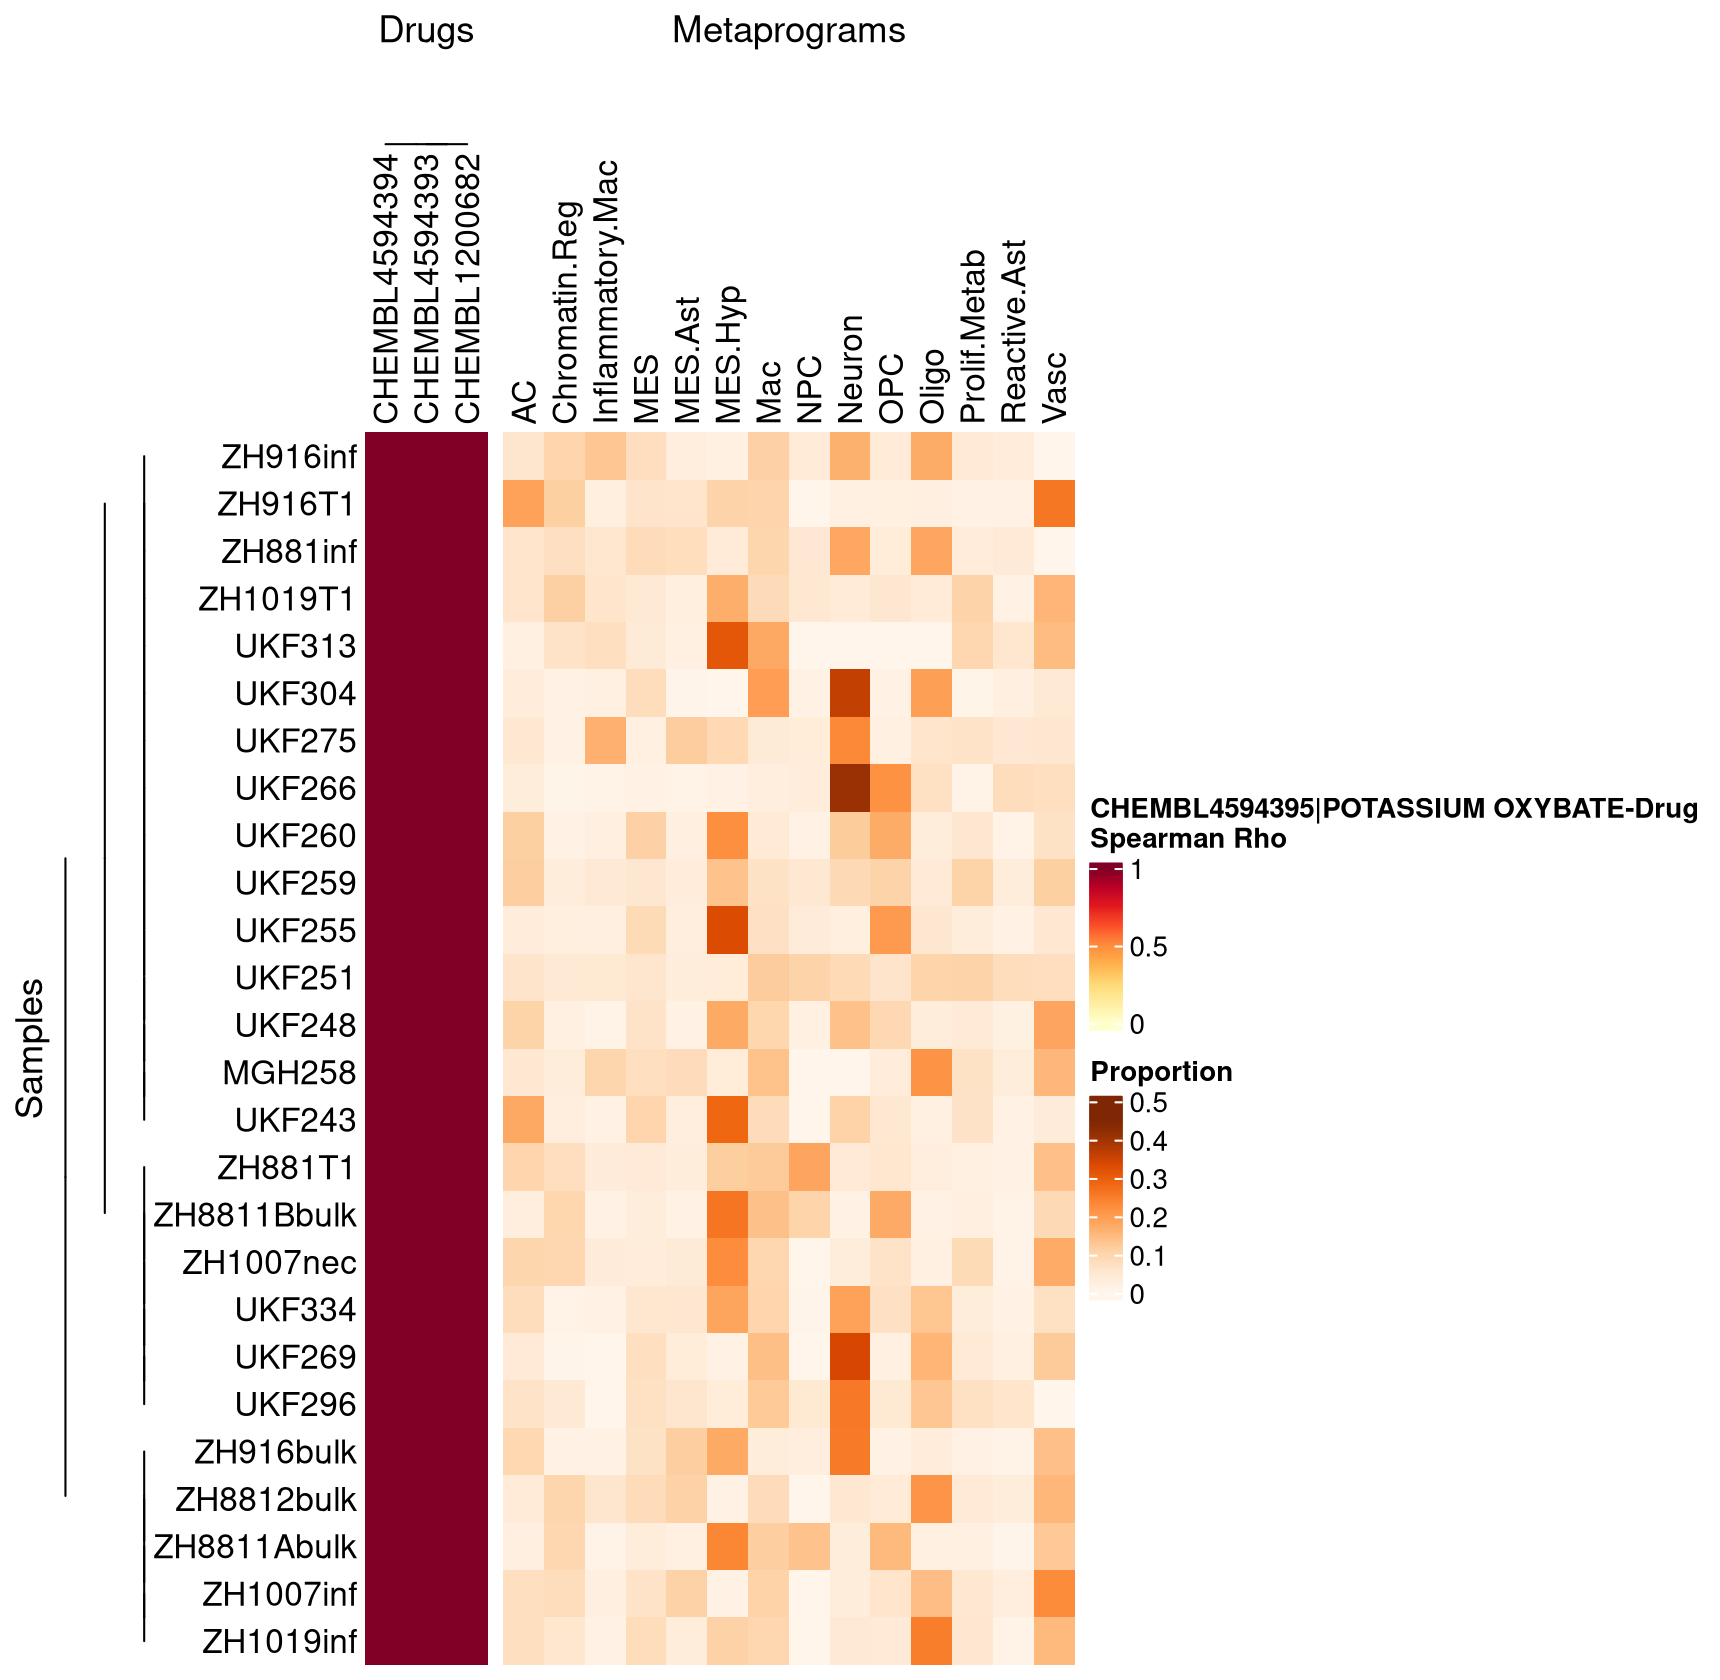 Drugs
Metaprograms
CHEMBL4594394
CHEMBL4594393
CHEMBL1200682
AC
Chromatin.Reg
Inflammatory.Mac
MES
MES.Ast
MES.Hyp
Mac
NPC
Neuron
OPC
Oligo
Prolif.Metab
Reactive.Ast
Vasc
Samples
ZH916inf
ZH916T1
ZH881inf
ZH1019T1
UKF313
UKF304
UKF275
UKF266
UKF260
UKF259
UKF255
UKF251
UKF248
MGH258
UKF243
ZH881T1
ZH8811Bbulk
ZH1007nec
UKF334
UKF269
UKF296
ZH916bulk
ZH8812bulk
ZH8811Abulk
ZH1007inf
ZH1019inf
CHEMBL4594395|POTASSIUM OXYBATE-Drug
Spearman Rho
1
0.5
0
Proportion
0.5
0.4
0.3
0.2
0.1
0